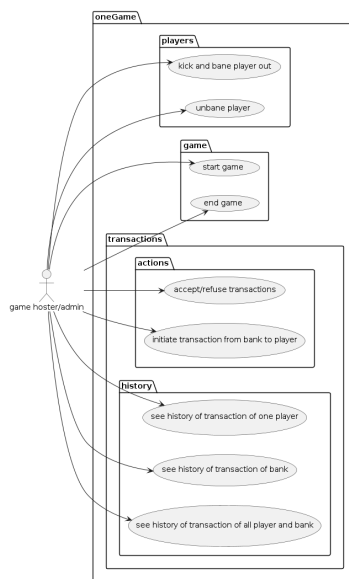 oneGame
players
kick and bane player out
unbane player
game
start game
end game
transactions
actions
accept/refuse transactions
game hoster/admin
initiate transaction from bank to player
history
see history of transaction of one player
see history of transaction of bank
see history of transaction of all player and bank